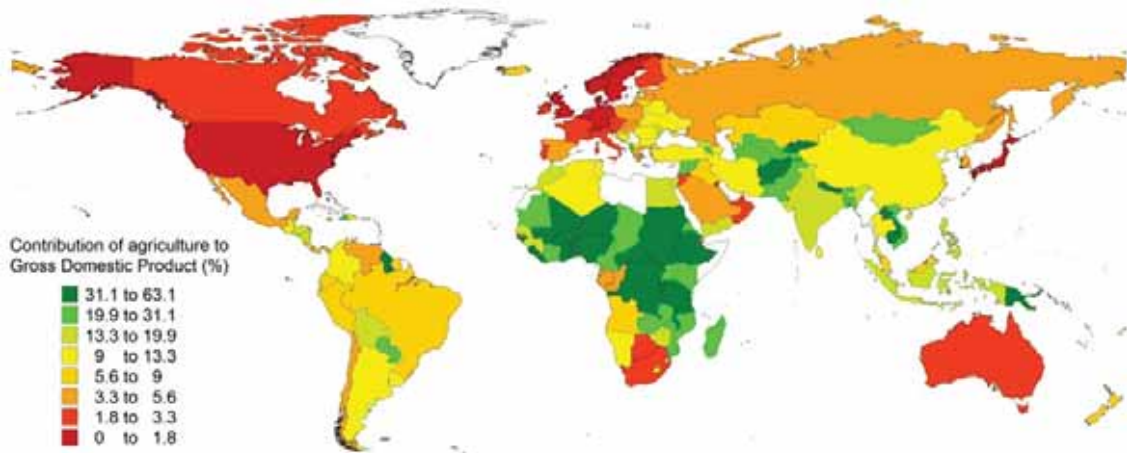 Contribution of agriculture to
Gross Domestic Product (%)
31.1 to 63.1
19.9 to 31.1
13.3 to 19.9
9 to 13.3
5.6 to 9
3.3 to 5.6
1.8 to 3.3
0 to 1.8